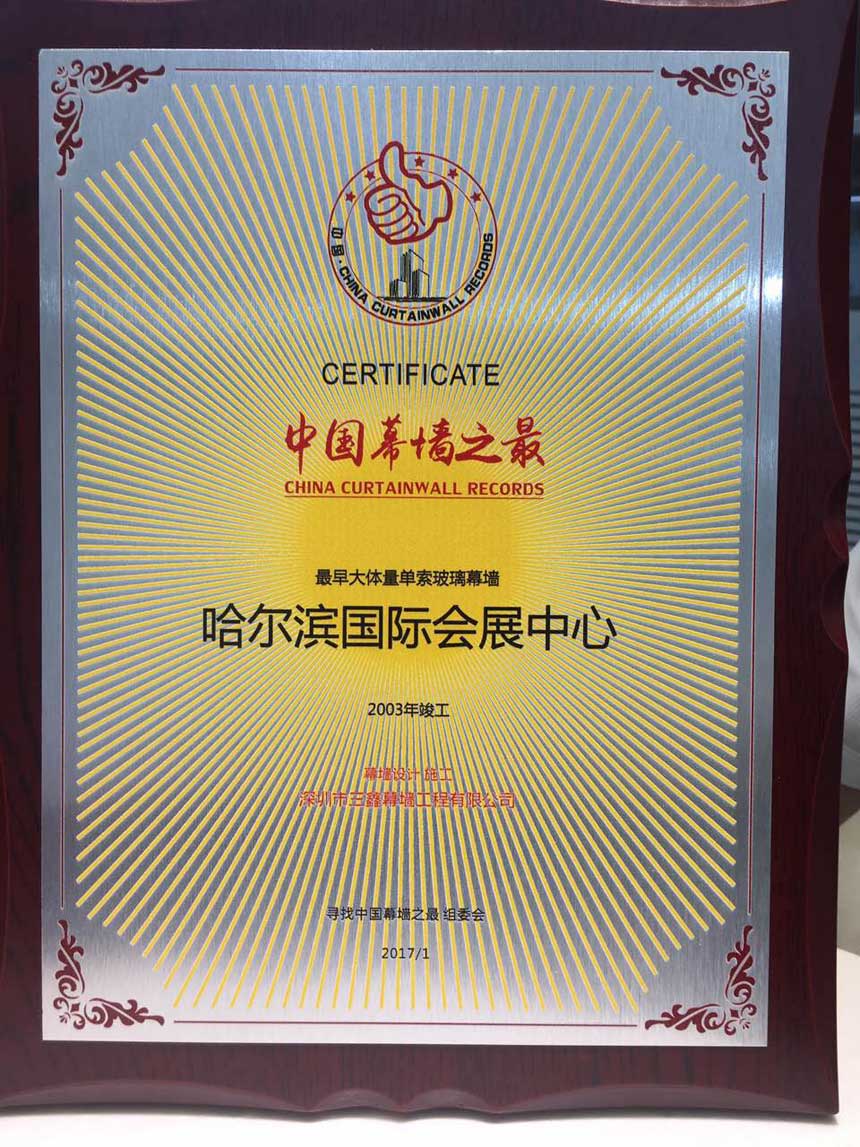 中国·CHINA CURTAINWALL RECORDS
CERTIFICATE
中国幕墙之最
CHINA CURTAINWALL RECORDS
最早大体量单索玻璃幕墙
哈尔滨国际会展中心
2003年竣工
幕墙设计 施工
深圳市三鑫幕墙工程有限公司
寻找中国幕墙之最 组委会
2017/1